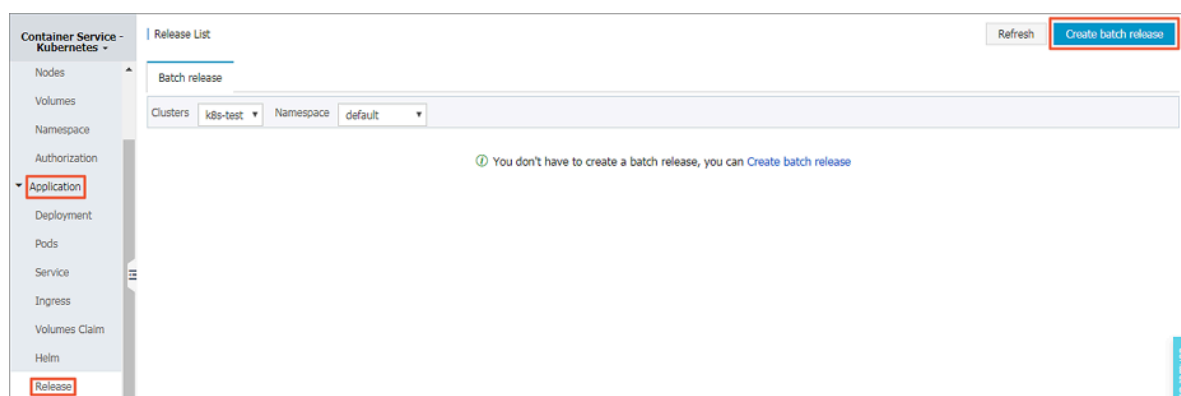 Container Service -
Kubernetes
Nodes
Volumes
Namespace
Authorization
Application
Deployment
Pods
Service
Ingress
Volumes Claim
Helm
Release
Release List
Refresh
Create batch release
Batch release
Clusters k8s-test Namespace default
You don't have to create a batch release, you can Create batch release